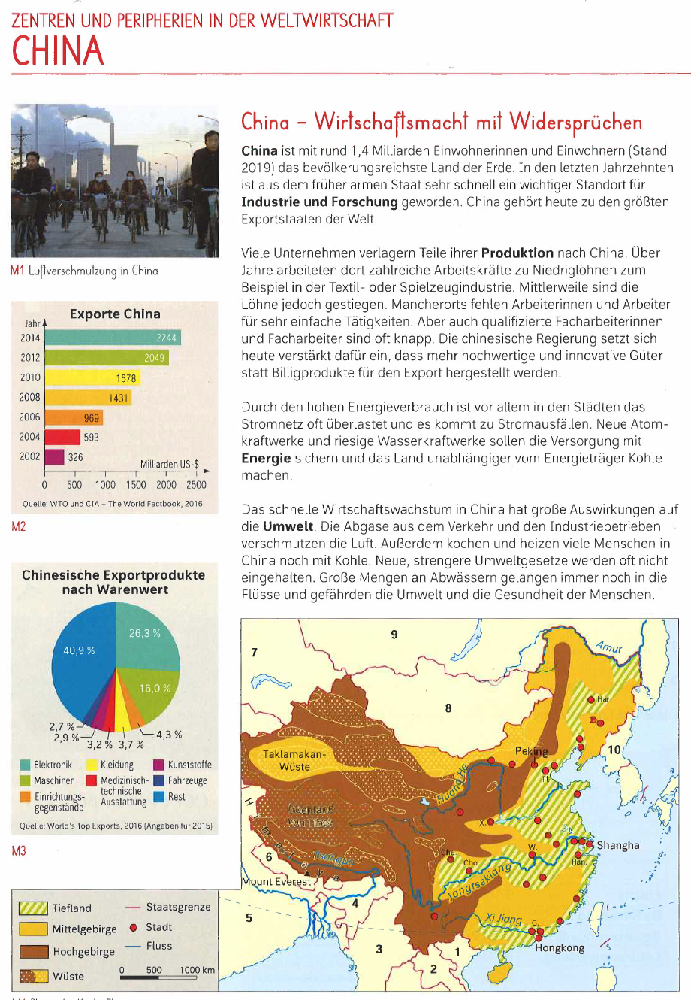 ZENTREN UND PERIPHERIEN IN DER WELTWIRTSCHAFT
CHINA
M1 Luftverschmutzung in China
Exporte China
Jahr
2014 2244
2012 2049
2010 1578
2008 1431
2006 969
2004 593
2002 326
Milliarden US-$
0 500 1000 1500 2000 2500
Quelle: WTO und CIA – The World Factbook, 2016
M2
Chinesische Exportprodukte
nach Warenwert
26,3 %
40,9 %
16,0 %
2,7 %
2,9 %
3,2 %
3,7 %
4,3 %
Elektronik
Maschinen
Einrichtungs-
gegenstände
Kleidung
Medizinisch-
technische
Ausstattung
Kunststoffe
Fahrzeuge
Rest
Quelle: World's Top Exports, 2016 (Angaben für 2015)
M3
China – Wirtschaftsmacht mit Widersprüchen
China ist mit rund 1,4 Milliarden Einwohnerinnen und Einwohnern (Stand
2019) das bevölkerungsreichste Land der Erde. In den letzten Jahrzehnten
ist aus dem früher armen Staat sehr schnell ein wichtiger Standort für
Industrie und Forschung geworden. China gehört heute zu den größten
Exportstaaten der Welt.
Viele Unternehmen verlagern Teile ihrer Produktion nach China. Über
Jahre arbeiteten dort zahlreiche Arbeitskräfte zu Niedriglöhnen zum
Beispiel in der Textil- oder Spielzeugindustrie. Mittlerweile sind die
Löhne jedoch gestiegen. Mancherorts fehlen Arbeiterinnen und Arbeiter
für sehr einfache Tätigkeiten. Aber auch qualifizierte Facharbeiterinnen
und Facharbeiter sind oft knapp. Die chinesische Regierung setzt sich
heute verstärkt dafür ein, dass mehr hochwertige und innovative Güter
statt Billigprodukte für den Export hergestellt werden.
Durch den hohen Energieverbrauch ist vor allem in den Städten das
Stromnetz oft überlastet und es kommt zu Stromausfällen. Neue Atom-
kraftwerke und riesige Wasserkraftwerke sollen die Versorgung mit
Energie sichern und das Land unabhängiger vom Energieträger Kohle
machen.
Das schnelle Wirtschaftswachstum in China hat große Auswirkungen auf
die Umwelt. Die Abgase aus dem Verkehr und den Industriebetrieben
verschmutzen die Luft. Außerdem kochen und heizen viele Menschen in
China noch mit Kohle. Neue, strengere Umweltgesetze werden oft nicht
eingehalten. Große Mengen an Abwässern gelangen immer noch in die
Flüsse und gefährden die Umwelt und die Gesundheit der Menschen.
9
7
Amur
Har.
8
Taklamakan-
Wüste
Peking
10
Ti.
Huang He
Hochland
von Tibet
Himalaya
X.
Shanghai
W.
Han.
Che.
Cho.
Tsangpo
6
Mount Everest
Jangtsekiang
4
5
Xi Jiang
G.
Hongkong
3
1
2
Tiefland
Mittelgebirge
Hochgebirge
Wüste
Staatsgrenze
Stadt
Fluss
0 500 1000 km